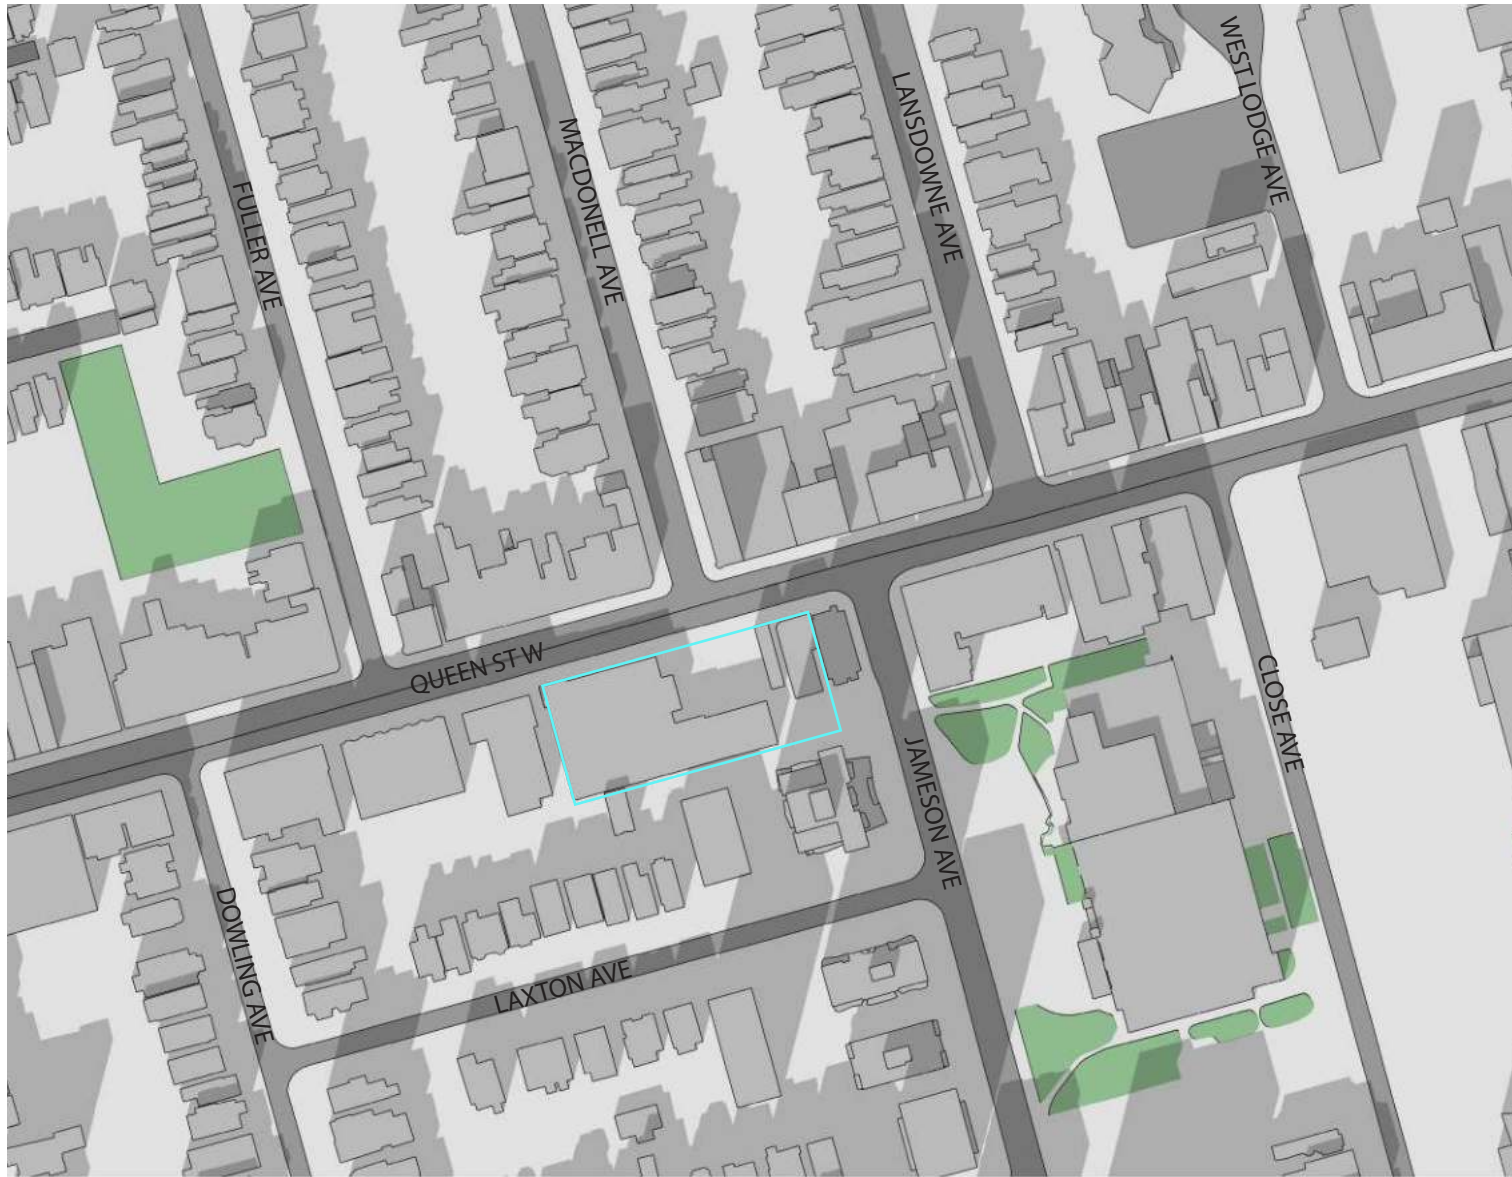 WEST LODGE AVE
LANSDOWNE AVE
MACDONELL AVE
FULLER AVE
QUEEN ST W
CLOSE AVE
JAMESON AVE
DOWLING AVE
LAXTON AVE